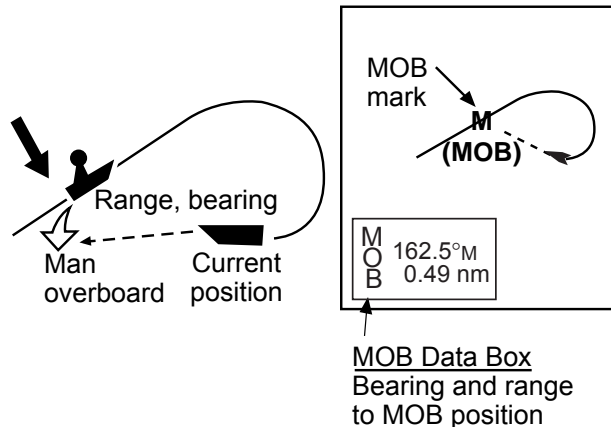 Range, bearing
Man
overboard
Current
position
MOB
mark
M
(MOB)
M
O
B
162.5°M
0.49 nm
MOB Data Box
Bearing and range
to MOB position